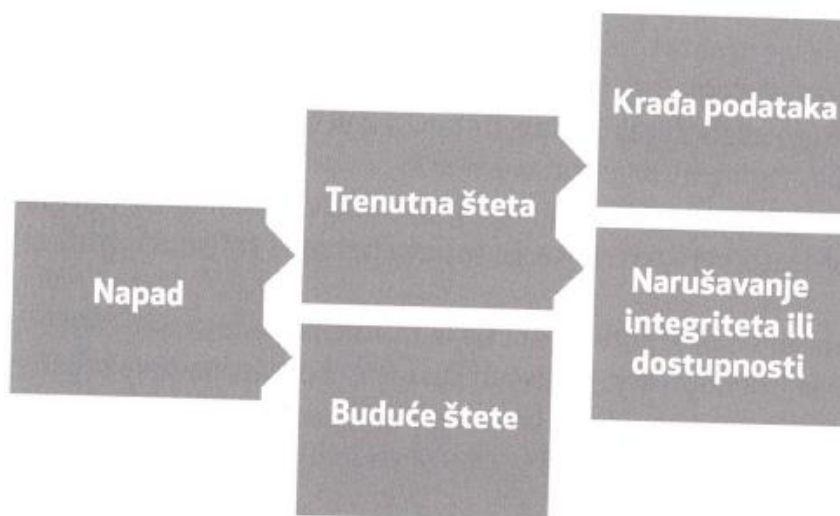 Napad
Trenutna šteta
Buduće štete
Krađa podataka
Narušavanje
integriteta ili
dostupnosti